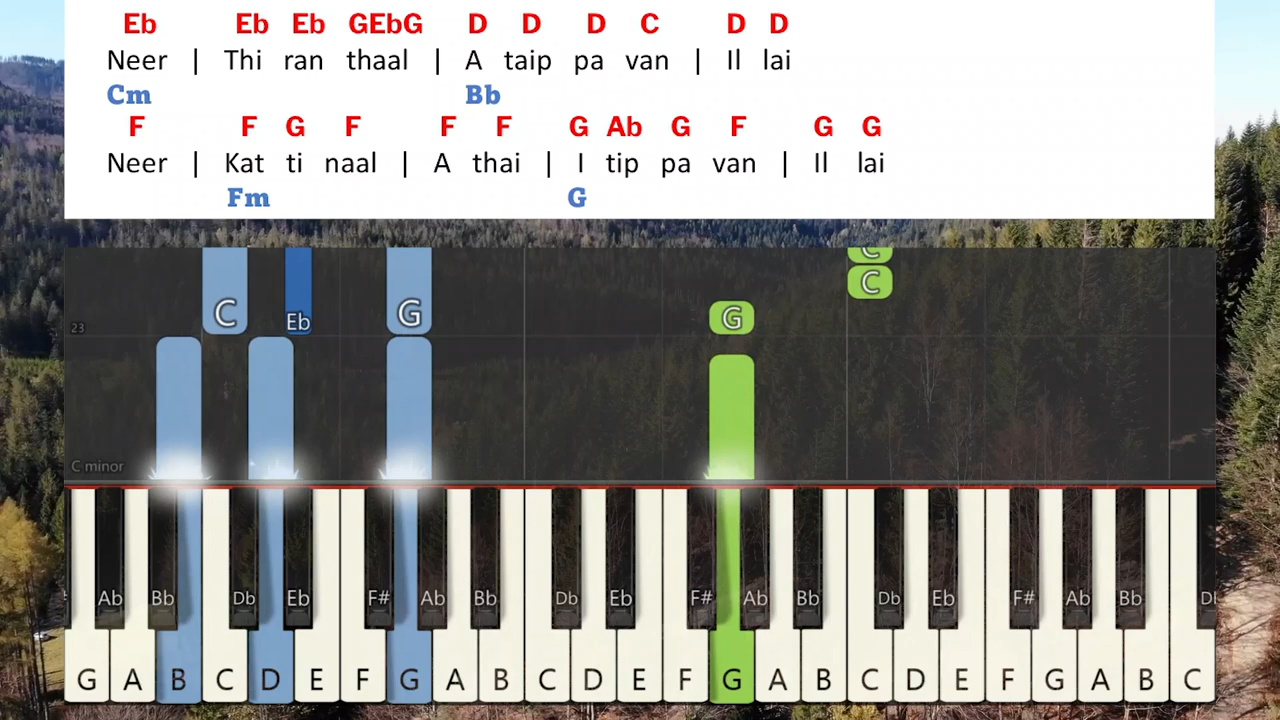 Eb Eb Eb GEbG D D D C D D
Neer | Thi ran thaal | A taip pa van | Il lai
Cm Bb
F F G F F F G Ab G F G G
Neer | Kat ti naal | A thai | I tip pa van | Il lai
Fm G
C C
C Eb G G
23
C minor
Ab Bb Db Eb F# Ab Bb Db Eb F# Ab Bb Db Eb F# Ab Bb
G A B C D E F G A B C D E F G A B C D E F G A B C